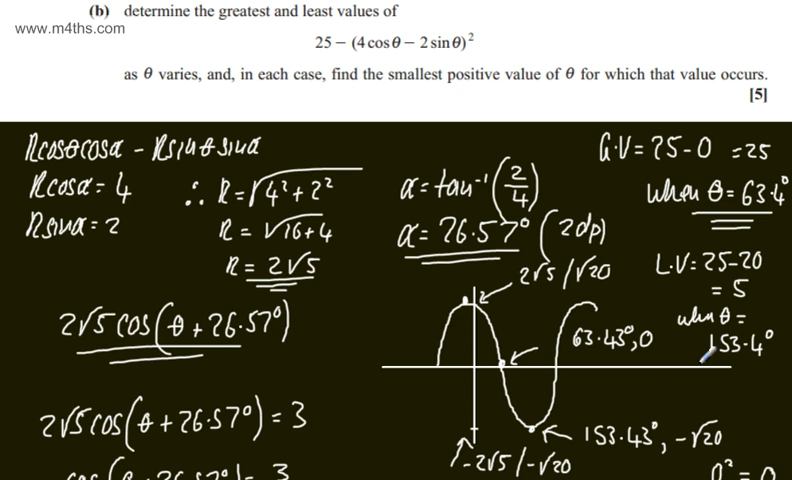 (b) determine the greatest and least values of
www.m4ths.com
25 − (4 cos θ − 2 sin θ)²
as θ varies, and, in each case, find the smallest positive value of θ for which that value occurs.
[5]
Rcosθcosα − Rsinθsinα
Rcosα = 4
Rsinα = 2
∴ R = √4² + 2²
R = √16 + 4
R = 2√5
α = tan⁻¹(2/4)
α = 26.57° (2dp)
G.V = 25 − 0 = 25
when θ = 63.4°
L.V = 25 − 20
= 5
when θ =
153.4°
2√5 cos(θ + 26.57°)
2√5 / √20
63.43°, 0
153.43°, −√20
−2√5 / −√20
2√5 cos(θ + 26.57°) = 3